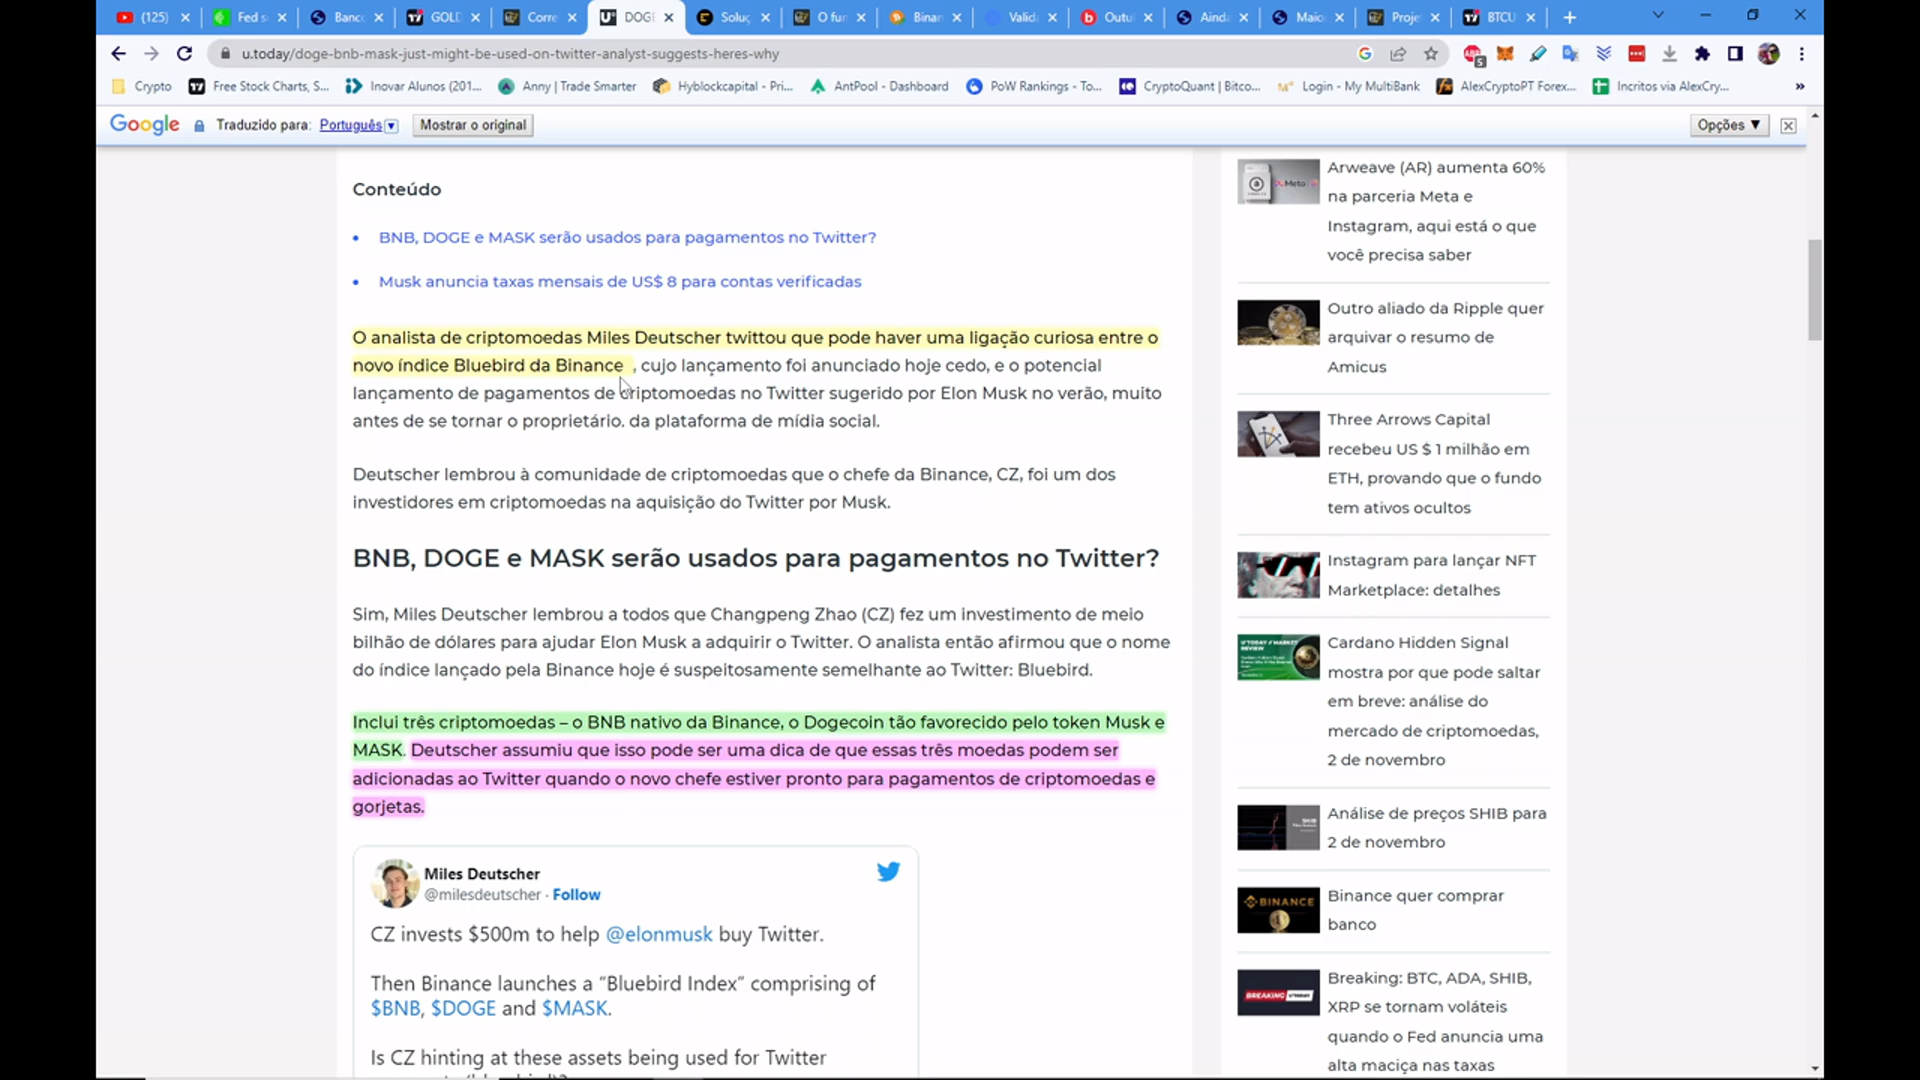 (125)
Fed s
Banco
GOLD
Corre
DOGE
Soluç
O fur
Binan
Valida
Outu
Ainda
Maio
Proje
BTCU
u.today/doge-bnb-mask-just-might-be-used-on-twitter-analyst-suggests-heres-why
Crypto
Free Stock Charts, S...
Inovar Alunos (201...
Anny | Trade Smarter
Hyblockcapital - Pri...
AntPool - Dashboard
PoW Rankings - To...
CryptoQuant | Bitco...
Login - My MultiBank
AlexCryptoPT Forex...
Incritos via AlexCry...
Google Traduzido para: Português Mostrar o original Opções ▼
Conteúdo
• BNB, DOGE e MASK serão usados para pagamentos no Twitter?
• Musk anuncia taxas mensais de US$ 8 para contas verificadas
O analista de criptomoedas Miles Deutscher twittou que pode haver uma ligação curiosa entre o
novo índice Bluebird da Binance , cujo lançamento foi anunciado hoje cedo, e o potencial
lançamento de pagamentos de criptomoedas no Twitter sugerido por Elon Musk no verão, muito
antes de se tornar o proprietário. da plataforma de mídia social.
Deutscher lembrou à comunidade de criptomoedas que o chefe da Binance, CZ, foi um dos
investidores em criptomoedas na aquisição do Twitter por Musk.
BNB, DOGE e MASK serão usados para pagamentos no Twitter?
Sim, Miles Deutscher lembrou a todos que Changpeng Zhao (CZ) fez um investimento de meio
bilhão de dólares para ajudar Elon Musk a adquirir o Twitter. O analista então afirmou que o nome
do índice lançado pela Binance hoje é suspeitosamente semelhante ao Twitter: Bluebird.
Inclui três criptomoedas – o BNB nativo da Binance, o Dogecoin tão favorecido pelo token Musk e
MASK. Deutscher assumiu que isso pode ser uma dica de que essas três moedas podem ser
adicionadas ao Twitter quando o novo chefe estiver pronto para pagamentos de criptomoedas e
gorjetas.
Miles Deutscher
@milesdeutscher · Follow
CZ invests $500m to help @elonmusk buy Twitter.
Then Binance launches a “Bluebird Index” comprising of
$BNB, $DOGE and $MASK.
Is CZ hinting at these assets being used for Twitter
Arweave (AR) aumenta 60%
na parceria Meta e
Instagram, aqui está o que
você precisa saber
Outro aliado da Ripple quer
arquivar o resumo de
Amicus
Three Arrows Capital
recebeu US $ 1 milhão em
ETH, provando que o fundo
tem ativos ocultos
Instagram para lançar NFT
Marketplace: detalhes
Cardano Hidden Signal
mostra por que pode saltar
em breve: análise do
mercado de criptomoedas,
2 de novembro
Análise de preços SHIB para
2 de novembro
BINANCE
Binance quer comprar
banco
BREAKING
Breaking: BTC, ADA, SHIB,
XRP se tornam voláteis
quando o Fed anuncia uma
alta maciça nas taxas